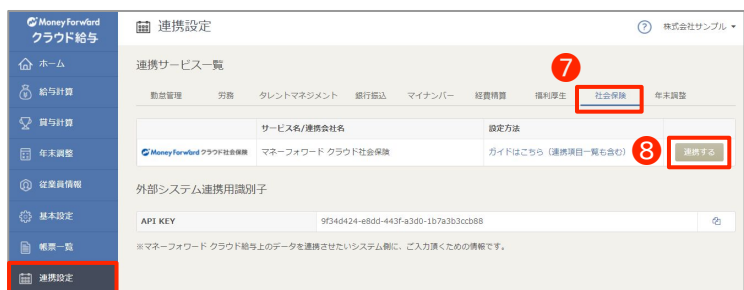 Money Forward
クラウド給与
連携設定
? 株式会社サンプル
ホーム
給与計算
賞与計算
年末調整
従業員情報
基本設定
帳票一覧
連携設定
連携サービス一覧
7
勤怠管理 労務 タレントマネジメント 銀行振込 マイナンバー 経費精算 福利厚生 社会保険 年末調整
サービス名/連携会社名 設定方法
Money Forward クラウド社会保険 マネーフォワード クラウド社会保険 ガイドはこちら（連携項目一覧も含む） 8 連携する
外部システム連携用識別子
API KEY 9f34d424-e8dd-443f-a3d0-1b7a3b3ccb88
※マネーフォワード クラウド給与上のデータを連携させたいシステム側に、ご入力頂くための情報です。